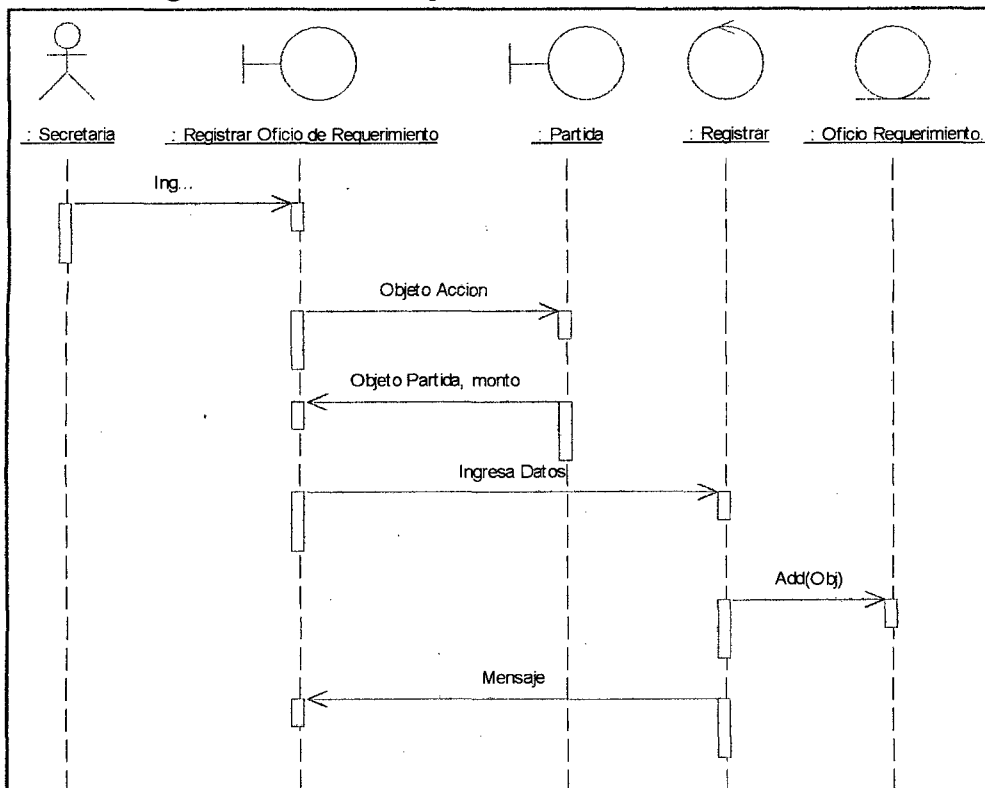 : Secretaria
: Registrar Oficio de Requerimiento
: Partida
: Registrar
: Oficio Requerimiento.
Ing...
Objeto Accion
Objeto Partida, monto
Ingresa Datos
Add(Obj)
Mensaje